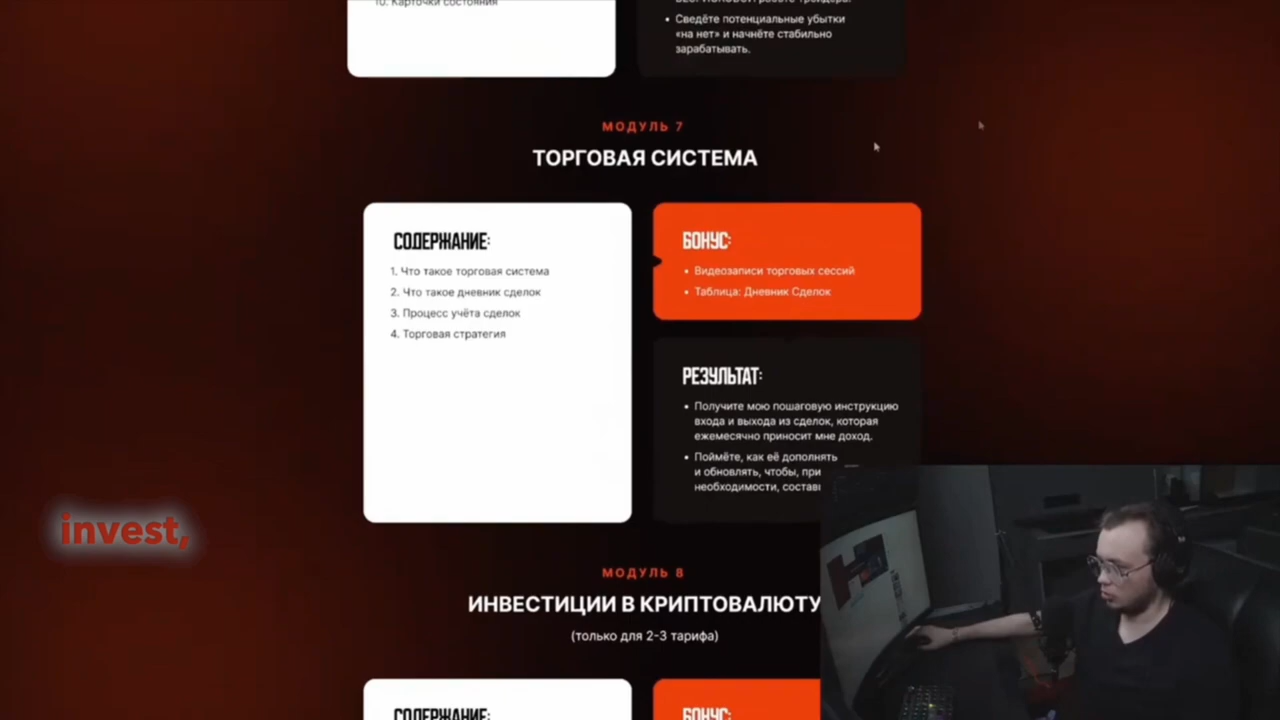 10. Карточки состояния
Сведёте потенциальные убытки
«на нет» и начнёте стабильно
зарабатывать.
МОДУЛЬ 7
ТОРГОВАЯ СИСТЕМА
СОДЕРЖАНИЕ:
1. Что такое торговая система
2. Что такое дневник сделок
3. Процесс учёта сделок
4. Торговая стратегия
БОНУС:
• Видеозаписи торговых сессий
• Таблица: Дневник Сделок
РЕЗУЛЬТАТ:
• Получите мою пошаговую инструкцию
входа и выхода из сделок, которая
ежемесячно приносит мне доход.
• Поймёте, как её дополнять
и обновлять, чтобы, при
необходимости, состав
invest,
МОДУЛЬ 8
ИНВЕСТИЦИИ В КРИПТОВАЛЮТУ
(только для 2-3 тарифа)
СОДЕРЖАНИЕ:
БОНУС: